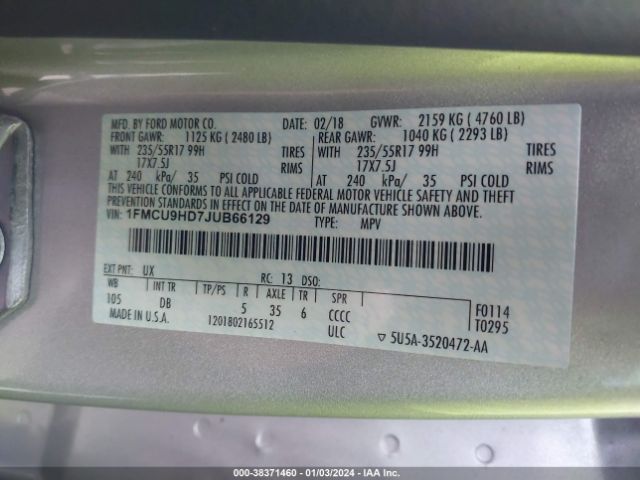 MFD. BY FORD MOTOR CO. DATE: 02/18 GVWR: 2159 KG ( 4760 LB)
FRONT GAWR: 1125 KG ( 2480 LB) REAR GAWR: 1040 KG ( 2293 LB)
WITH 235/55R17 99H TIRES WITH 235/55R17 99H TIRES
17X7.5J RIMS 17X7.5J RIMS
AT 240 kPa/ 35 PSI COLD AT 240 kPa/ 35 PSI COLD
THIS VEHICLE CONFORMS TO ALL APPLICABLE FEDERAL MOTOR VEHICLE SAFETY AND THEFT
PREVENTION STANDARDS IN EFFECT ON THE DATE OF MANUFACTURE SHOWN ABOVE.
VIN: 1FMCU9HD7JUB66129 TYPE: MPV
EXT PNT: UX RC: 13 DSO:
WB INT TR TP/PS R AXLE TR SPR
105 DB 5 35 6 CCCC F0114
MADE IN U.S.A. 1201802165512 ULC T0295
▽ 5U5A-3520472-AA
000-38371460 - 01/03/2024 - IAA Inc.